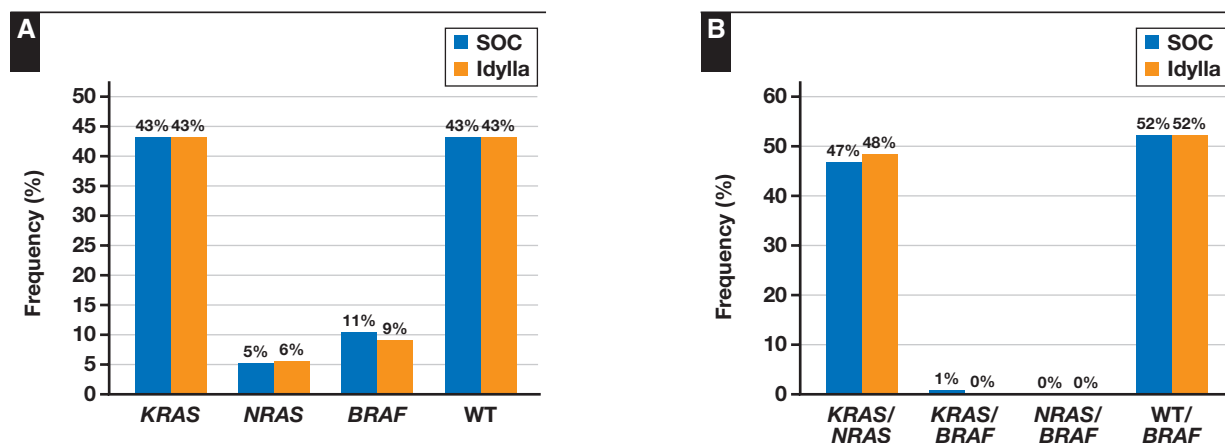 A
SOC
Idylla
Frequency (%)
50
45
40
35
30
25
20
15
10
5
0
43% 43%
5% 6%
11% 9%
43% 43%
KRAS NRAS BRAF WT
B
SOC
Idylla
Frequency (%)
60
50
40
30
20
10
0
47% 48%
1% 0%
0% 0%
52% 52%
KRAS/
NRAS
KRAS/
BRAF
NRAS/
BRAF
WT/
BRAF